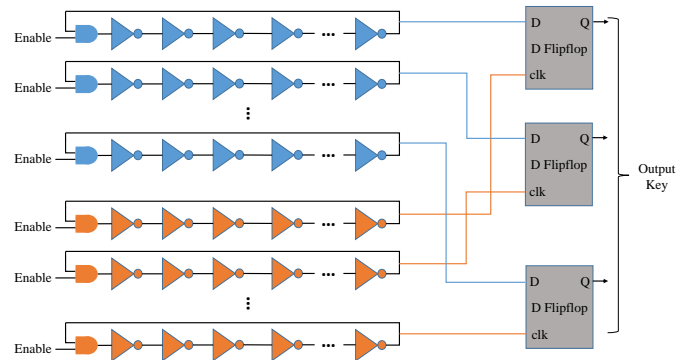 Enable
D Q
D Flipflop
clk
Enable
...
Enable
D Q
D Flipflop
clk
Output
Key
Enable
Enable
D Q
D Flipflop
clk
Enable